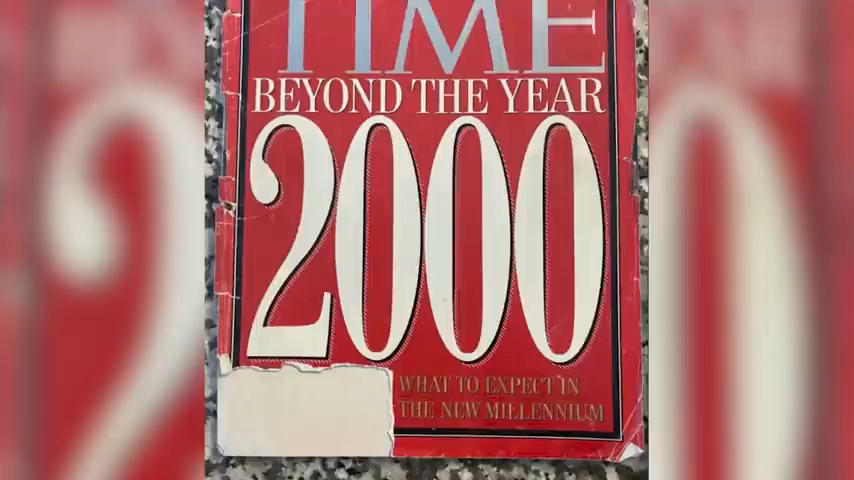 TIME
BEYOND THE YEAR
2000
WHAT TO EXPECT IN
THE NEW MILLENNIUM